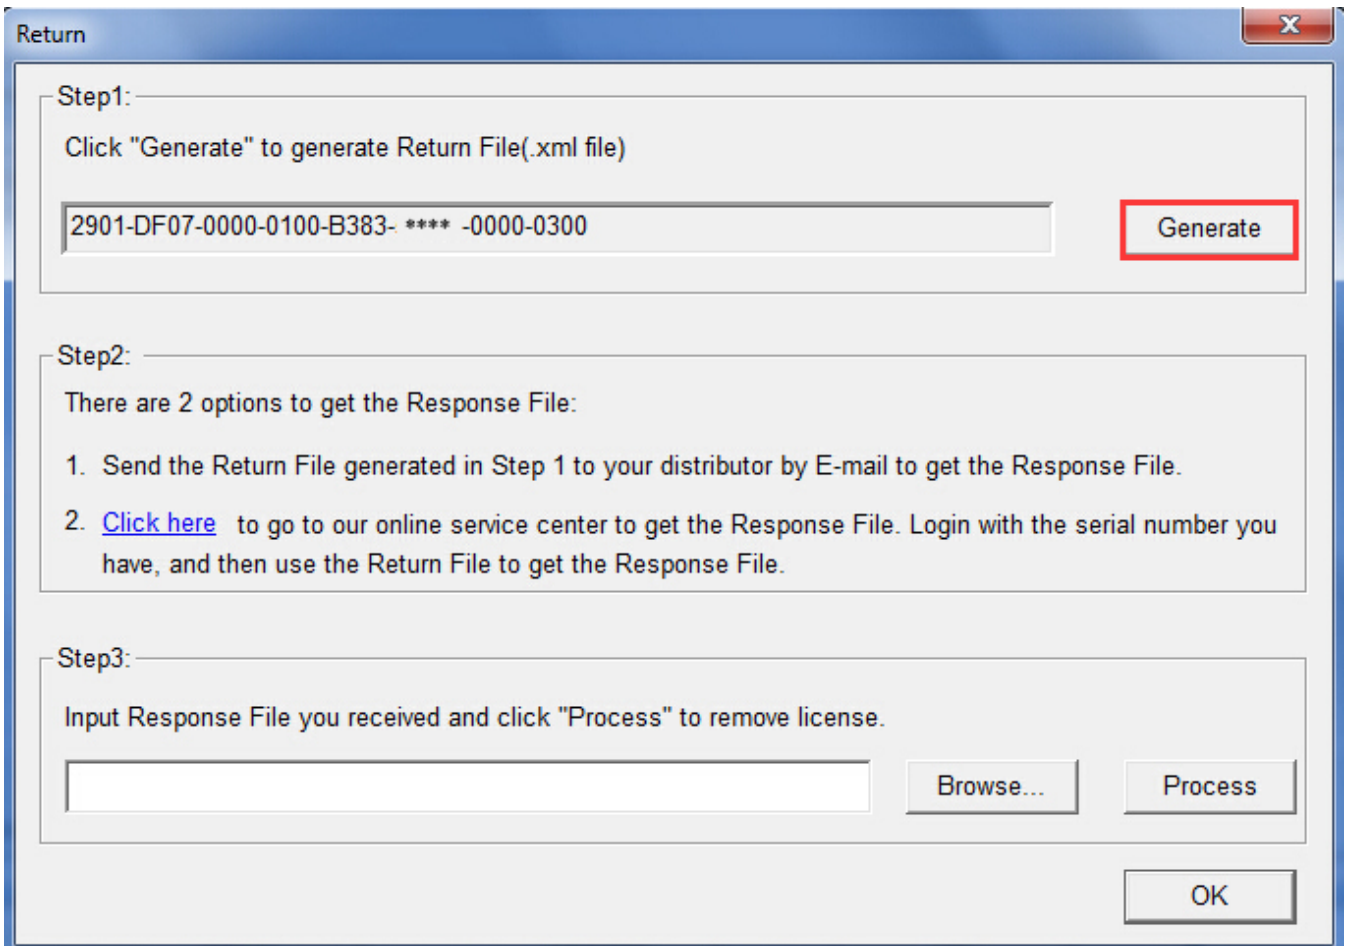 Return
x
Step1:
Click "Generate" to generate Return File(.xml file)
2901-DF07-0000-0100-B383- **** -0000-0300
Generate
Step2:
There are 2 options to get the Response File:
1. Send the Return File generated in Step 1 to your distributor by E-mail to get the Response File.
2. Click here to go to our online service center to get the Response File. Login with the serial number you
have, and then use the Return File to get the Response File.
Step3:
Input Response File you received and click "Process" to remove license.
Browse...
Process
OK